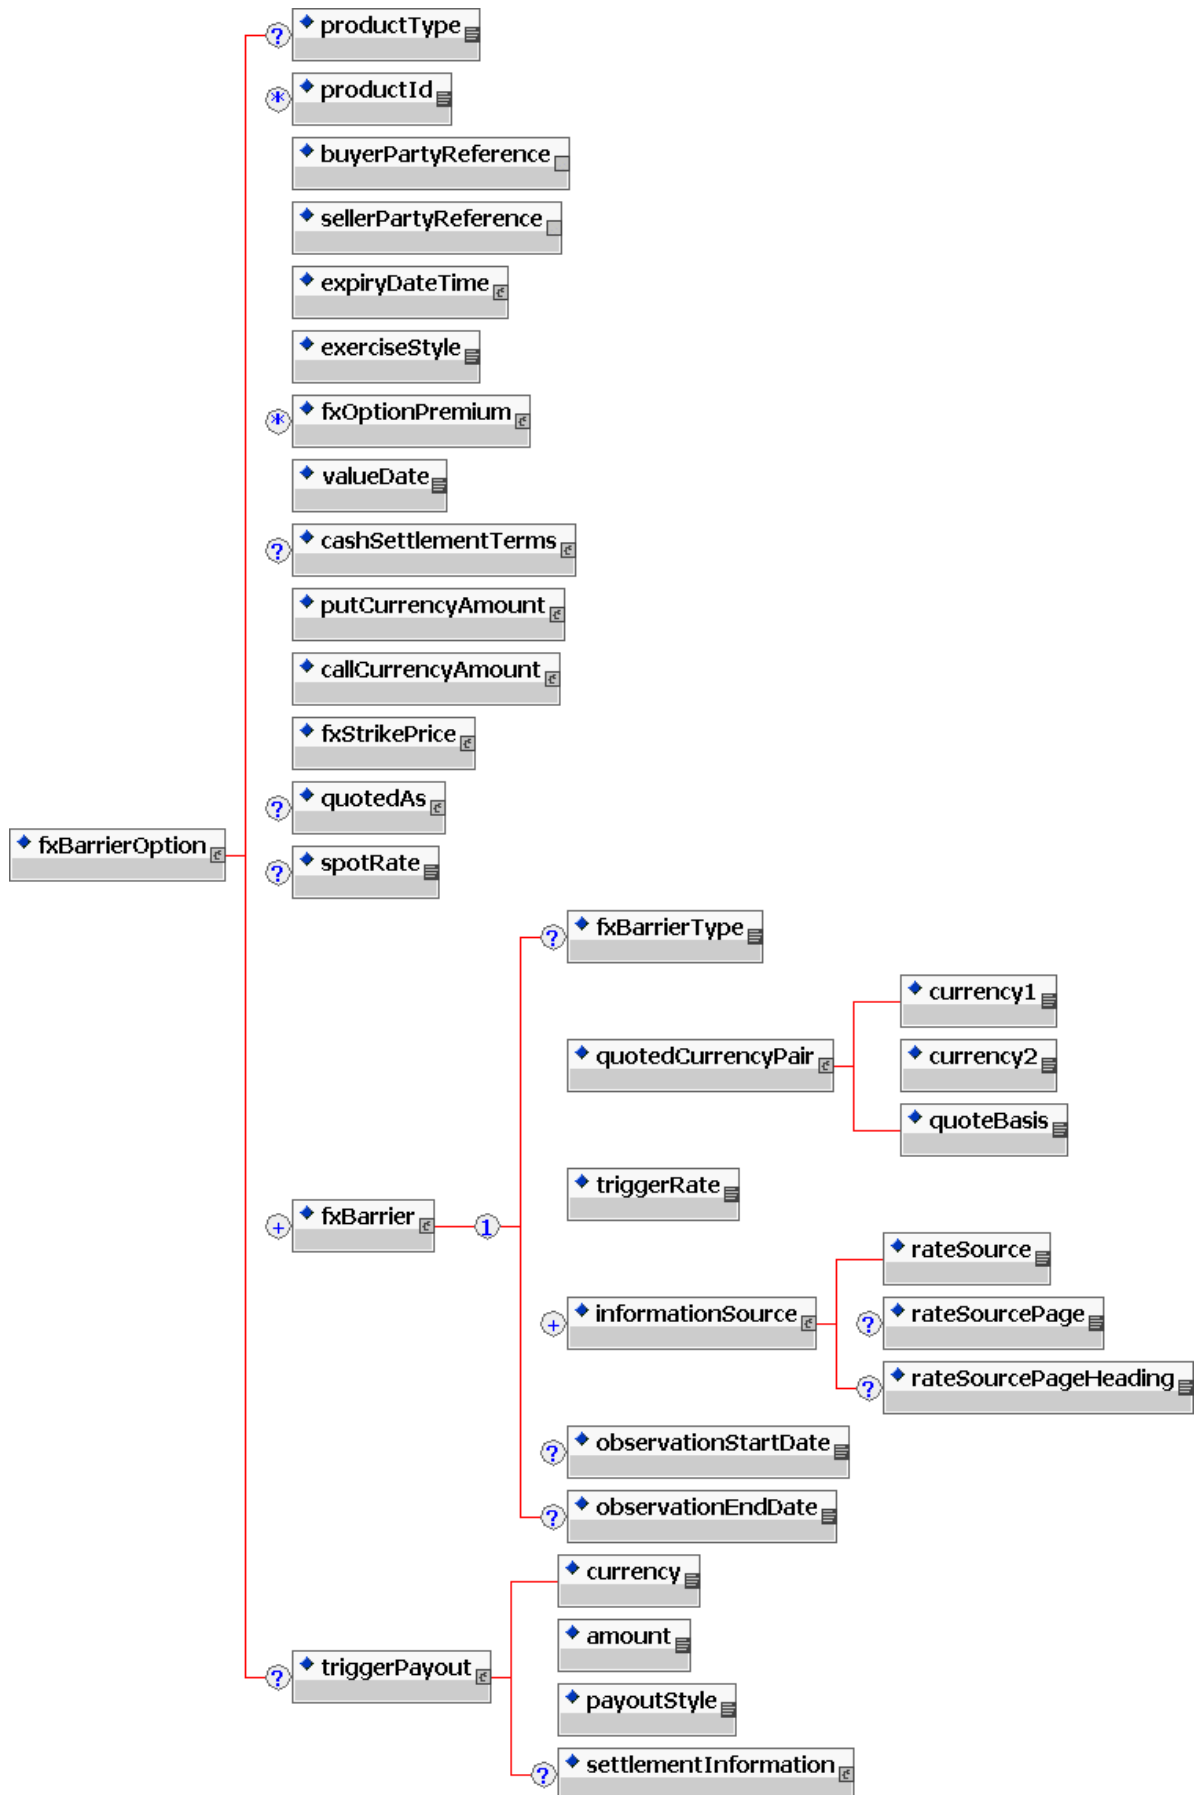 ? productType
* productId
buyerPartyReference
sellerPartyReference
expiryDateTime
exerciseStyle
* fxOptionPremium
valueDate
? cashSettlementTerms
putCurrencyAmount
callCurrencyAmount
fxStrikePrice
? quotedAs
fxBarrierOption
? spotRate
? fxBarrierType
currency1
quotedCurrencyPair
currency2
quoteBasis
triggerRate
+ fxBarrier 1
rateSource
+ informationSource
? rateSourcePage
? rateSourcePageHeading
? observationStartDate
? observationEndDate
currency
amount
? triggerPayout
payoutStyle
? settlementInformation